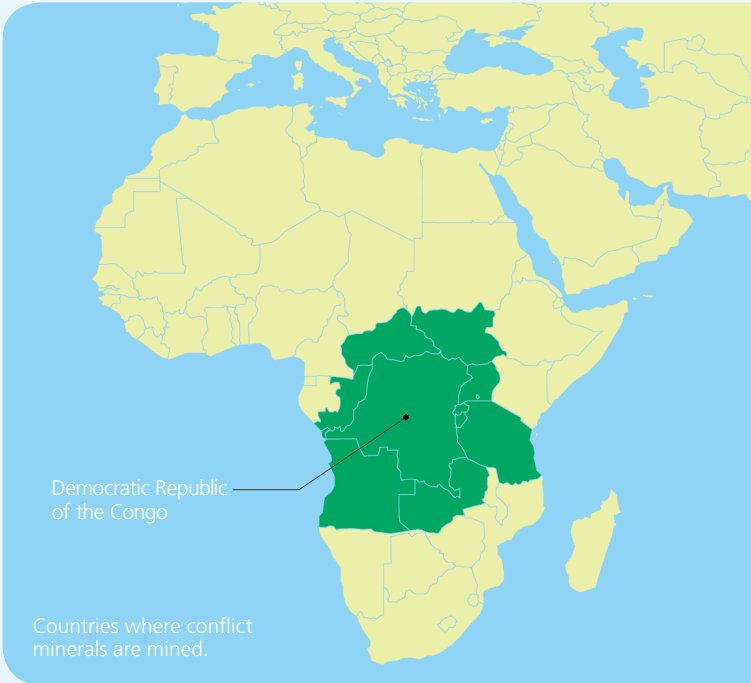 Democratic Republic
of the Congo
Countries where conflict
minerals are mined.